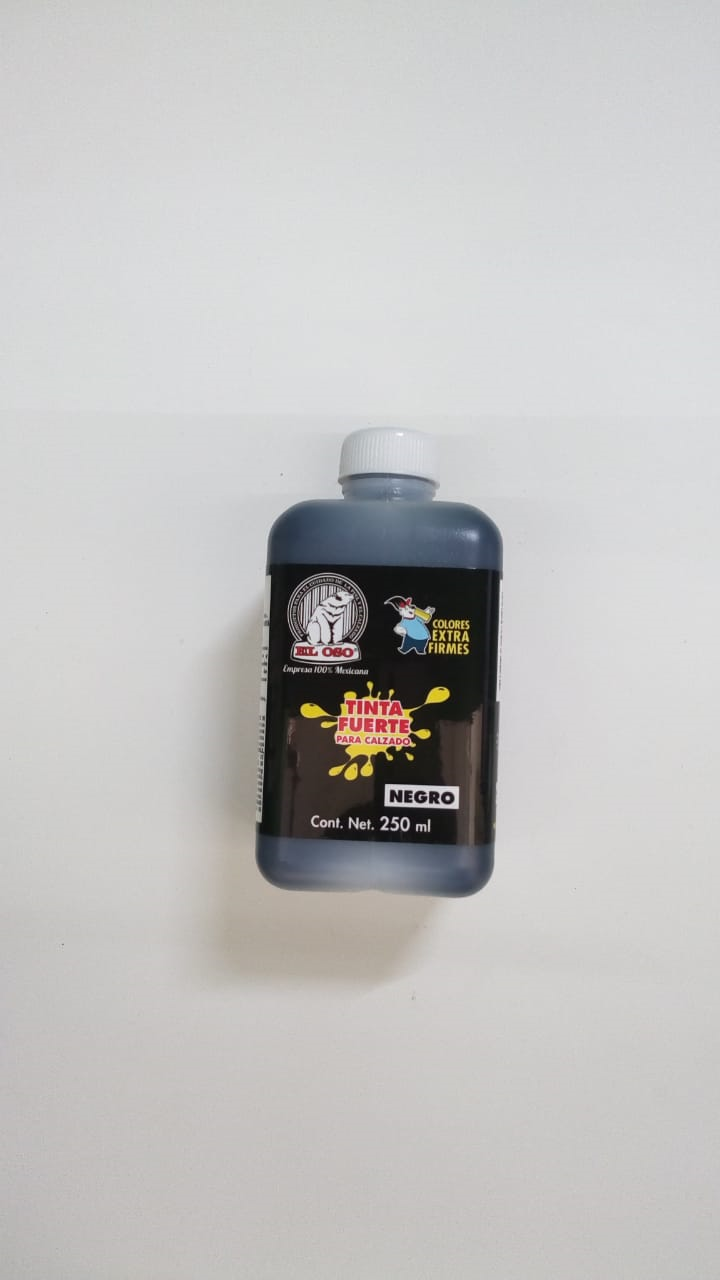 EL OSO
Empresa 100% Mexicana
COLORES
EXTRA
FIRMES
TINTA
FUERTE
PARA CALZADO
NEGRO
Cont. Net. 250 ml